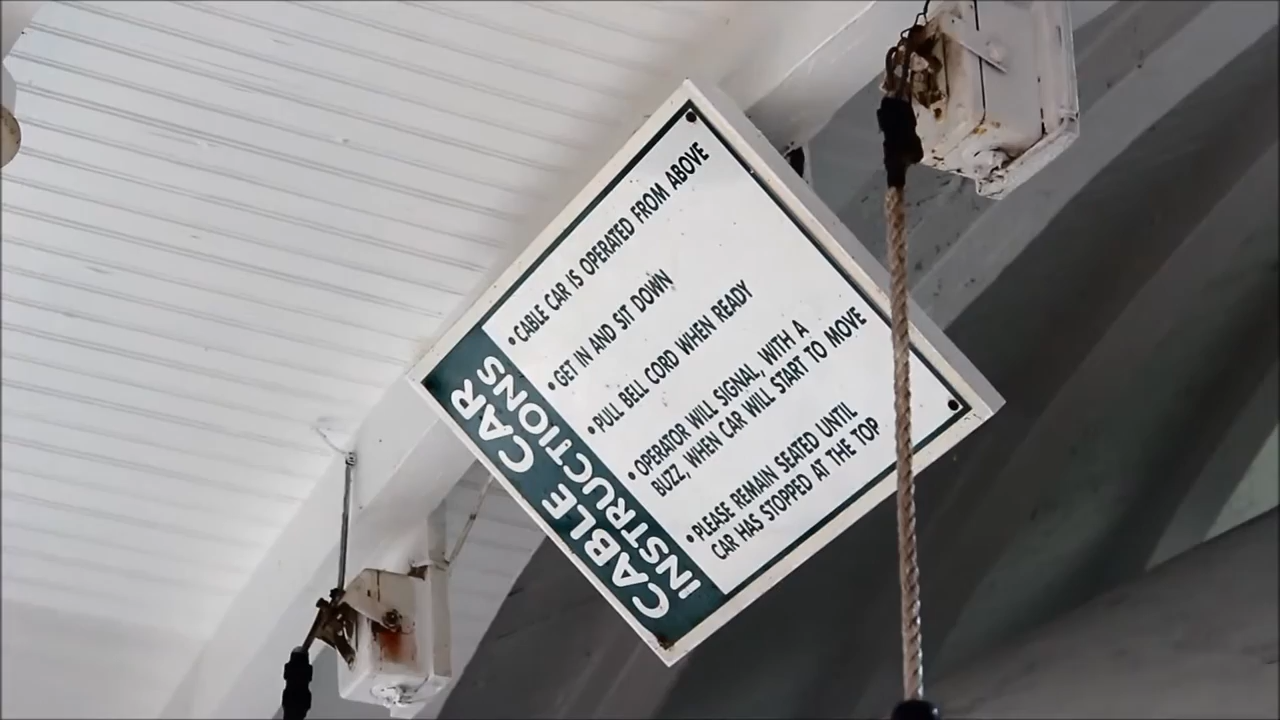 CABLE CAR
INSTRUCTIONS
• CABLE CAR IS OPERATED FROM ABOVE
• GET IN AND SIT DOWN
• PULL BELL CORD WHEN READY
• OPERATOR WILL SIGNAL, WITH A
BUZZ, WHEN CAR WILL START TO MOVE
• PLEASE REMAIN SEATED UNTIL
CAR HAS STOPPED AT THE TOP